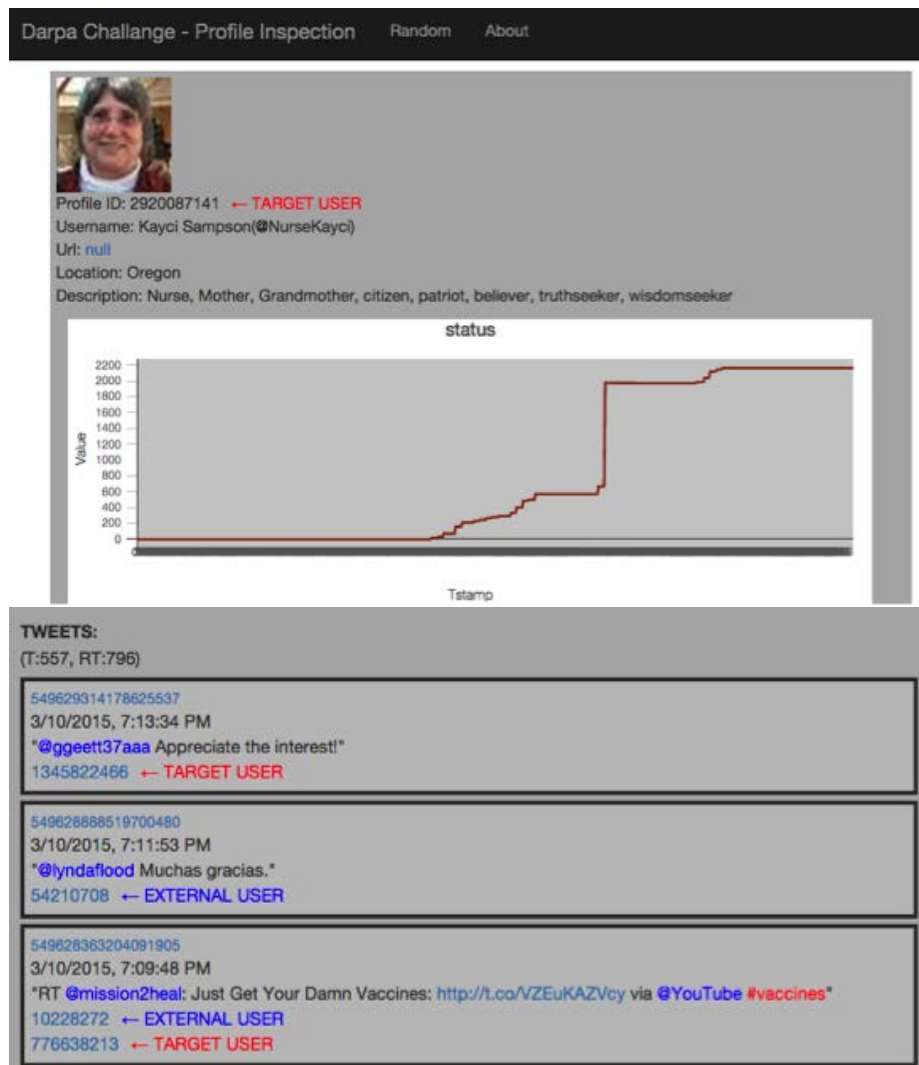 Darpa Challange - Profile Inspection Random About
Profile ID: 2920087141 ← TARGET USER
Username: Kayci Sampson(@NurseKayci)
Url: null
Location: Oregon
Description: Nurse, Mother, Grandmother, citizen, patriot, believer, truthseeker, wisdomseeker
status
2200
2000
1800
1600
1400
1200
1000
800
600
400
200
0
Value
Tstamp
TWEETS:
(T:557, RT:796)
549629314178625537
3/10/2015, 7:13:34 PM
"@ggeett37aaa Appreciate the interest!"
1345822466 ← TARGET USER
549628888519700480
3/10/2015, 7:11:53 PM
"@lyndaflood Muchas gracias."
54210708 ← EXTERNAL USER
549628363204091905
3/10/2015, 7:09:48 PM
"RT @mission2heal: Just Get Your Damn Vaccines: http://t.co/VZEuKAZVcy via @YouTube #vaccines"
10228272 ← EXTERNAL USER
776638213 ← TARGET USER